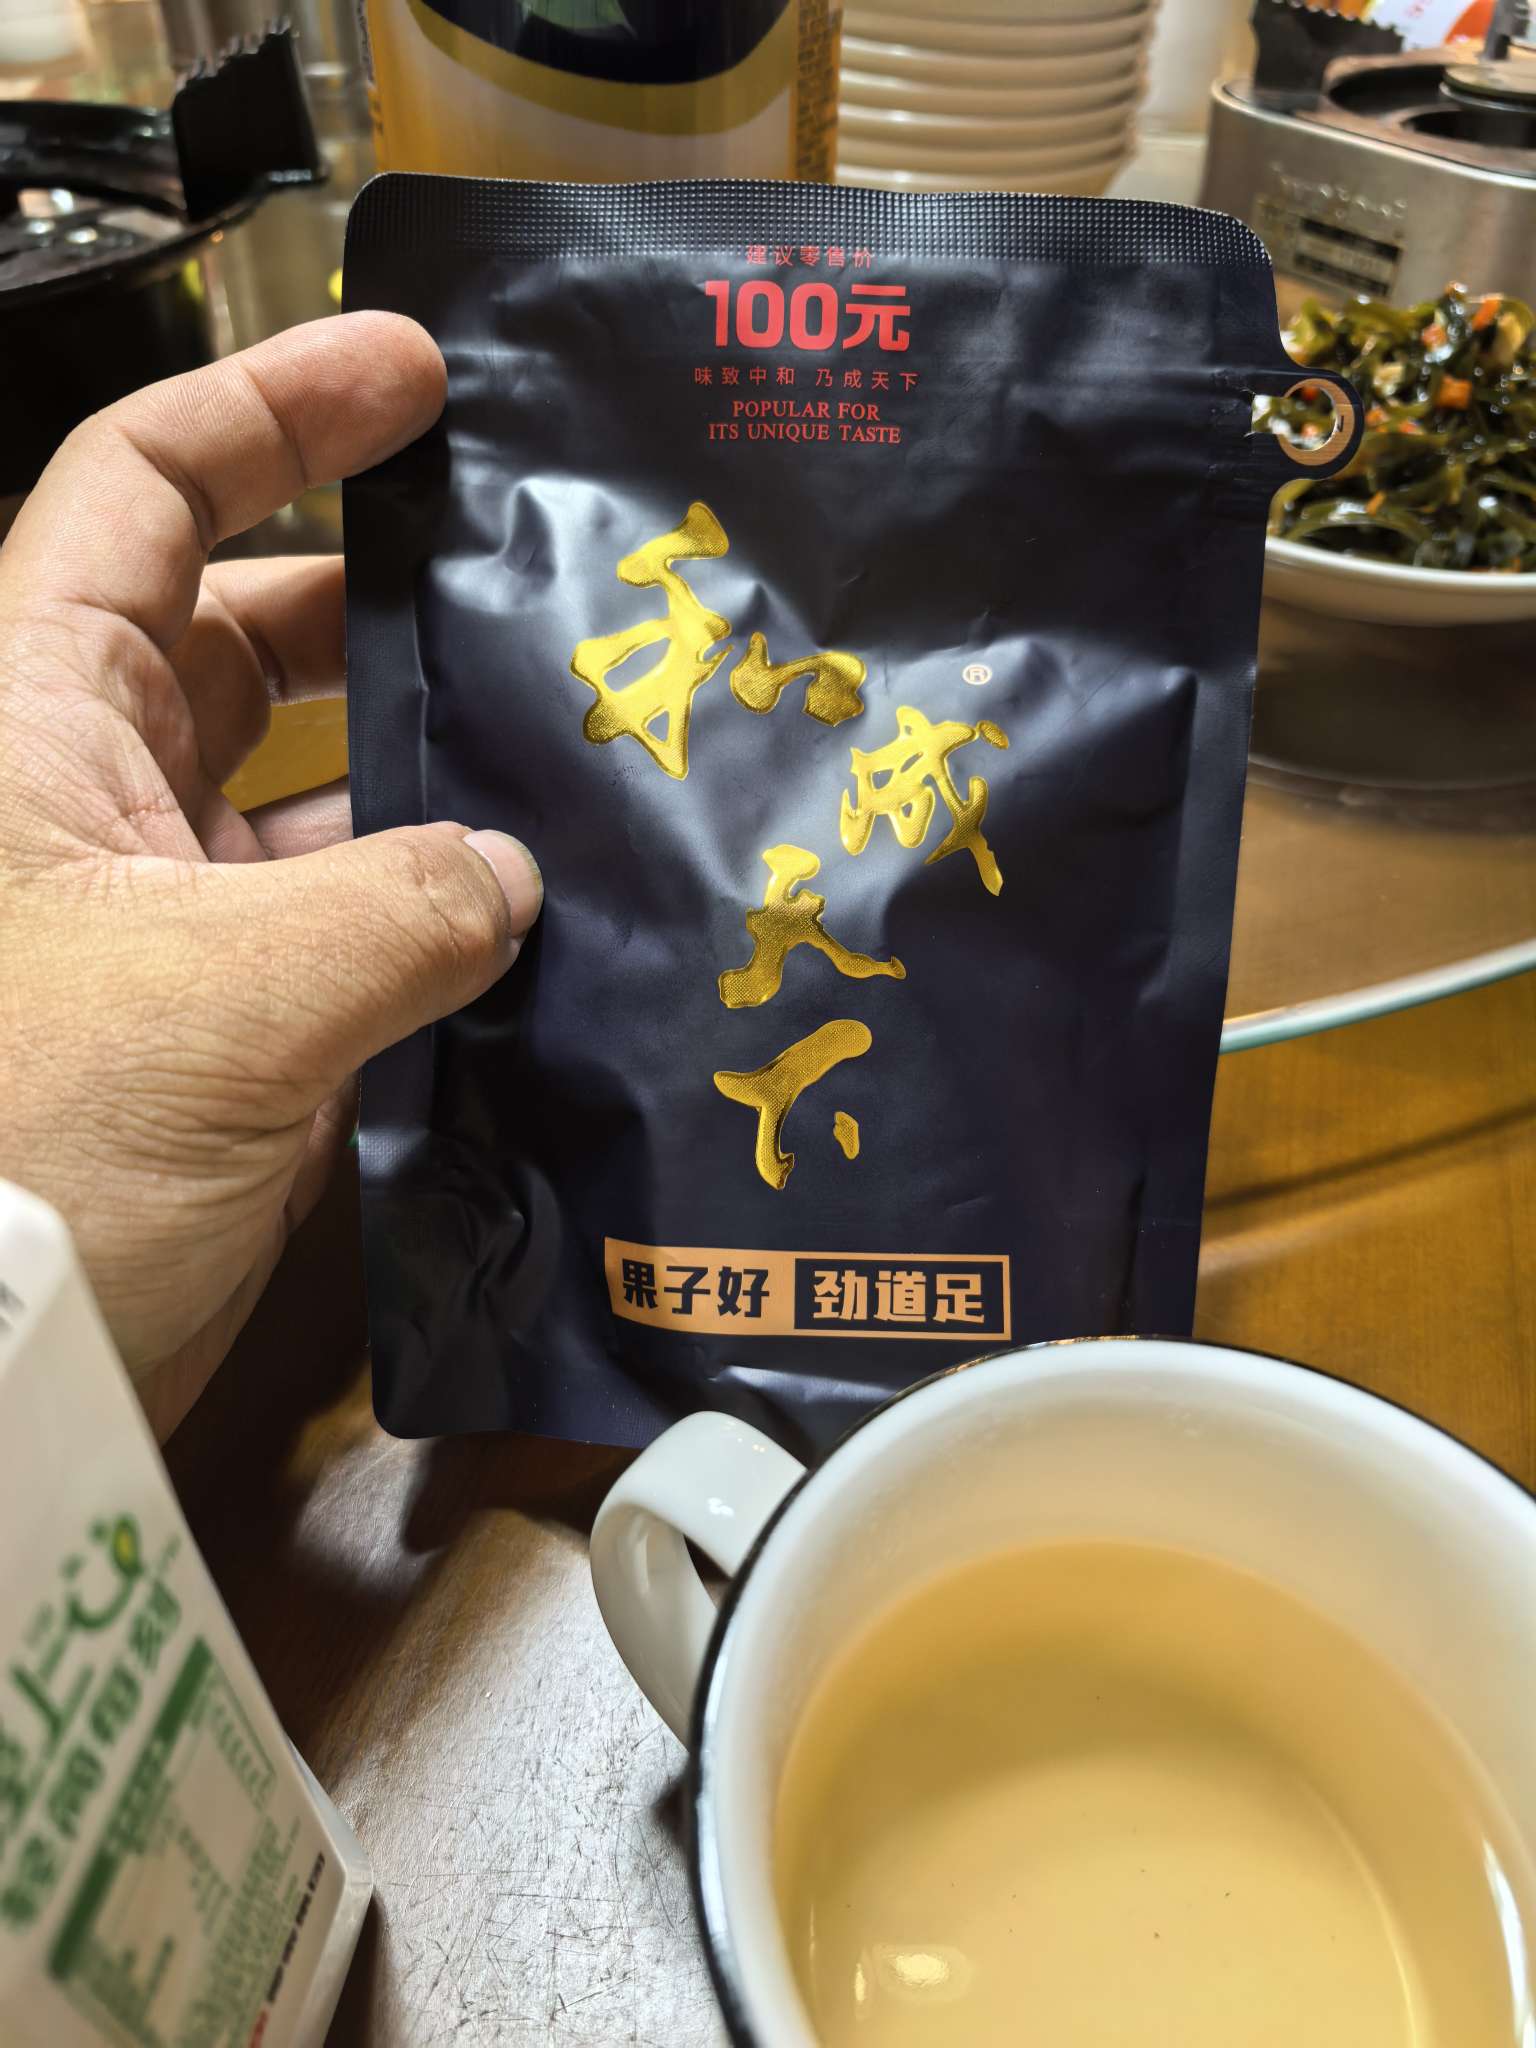 建议零售价
100元
味致中和 乃成天下
POPULAR FOR
ITS UNIQUE TASTE
和成天下
®
果子好 劲道足